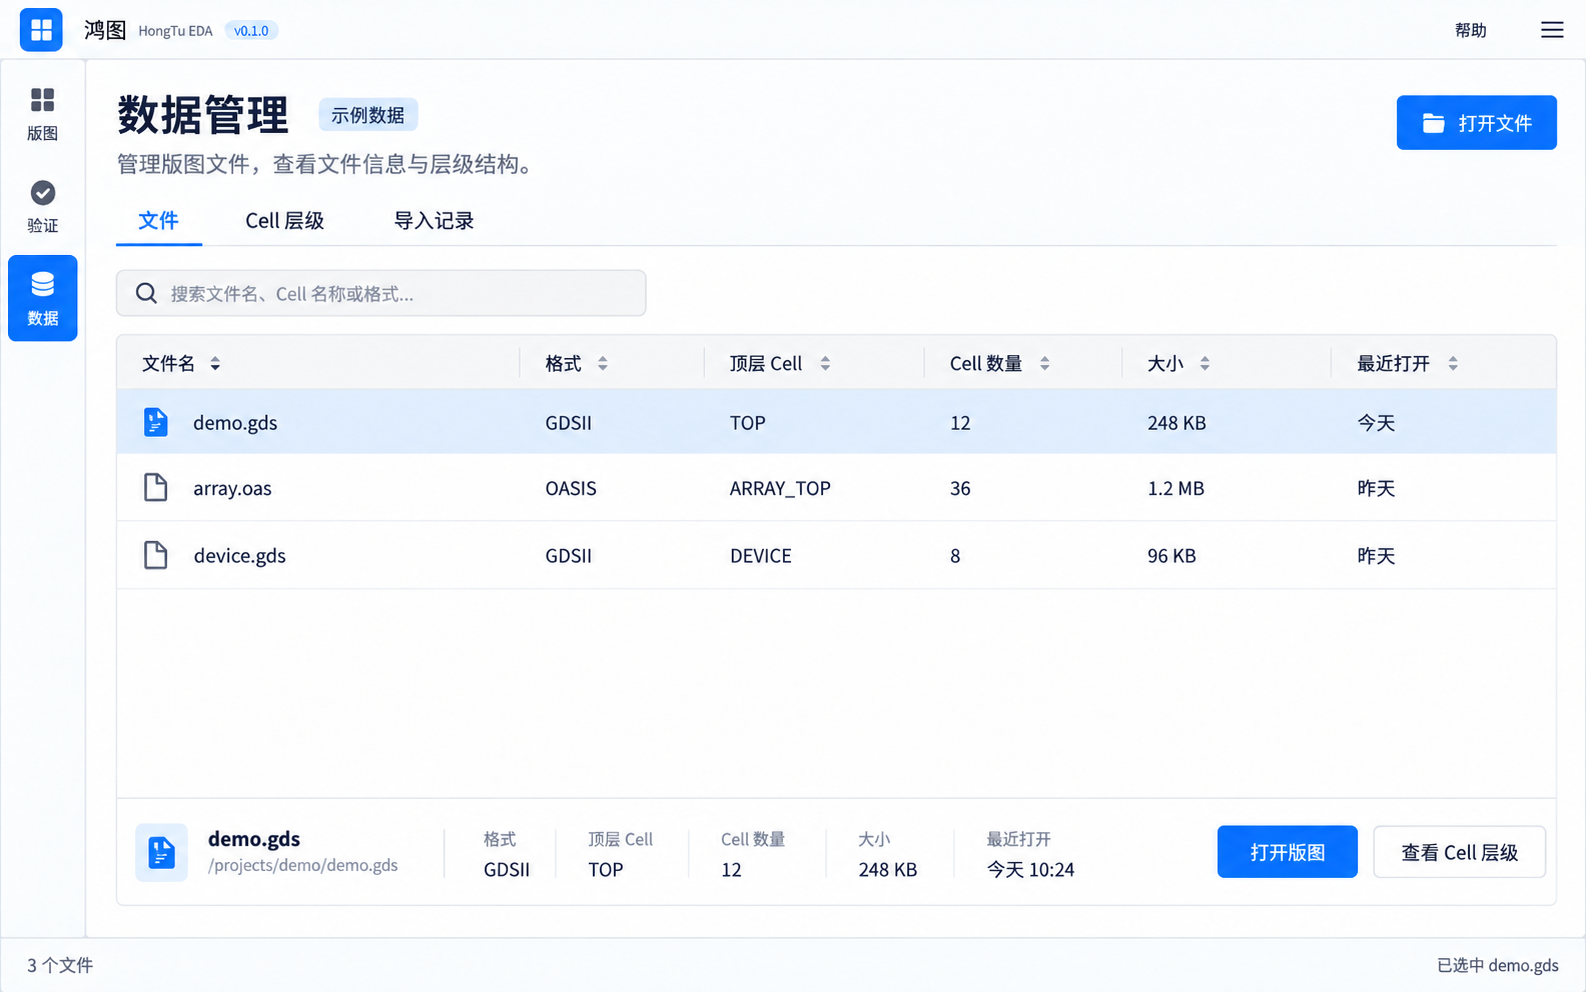 鸿图 HongTu EDA v0.1.0 帮助
版图
验证
数据
数据管理 示例数据
打开文件
管理版图文件，查看文件信息与层级结构。
文件 Cell 层级 导入记录
搜索文件名、Cell 名称或格式...
文件名 格式 顶层 Cell Cell 数量 大小 最近打开
demo.gds GDSII TOP 12 248 KB 今天
array.oas OASIS ARRAY_TOP 36 1.2 MB 昨天
device.gds GDSII DEVICE 8 96 KB 昨天
demo.gds 格式 顶层 Cell Cell 数量 大小 最近打开
/projects/demo/demo.gds GDSII TOP 12 248 KB 今天 10:24
打开版图 查看 Cell 层级
3 个文件 已选中 demo.gds